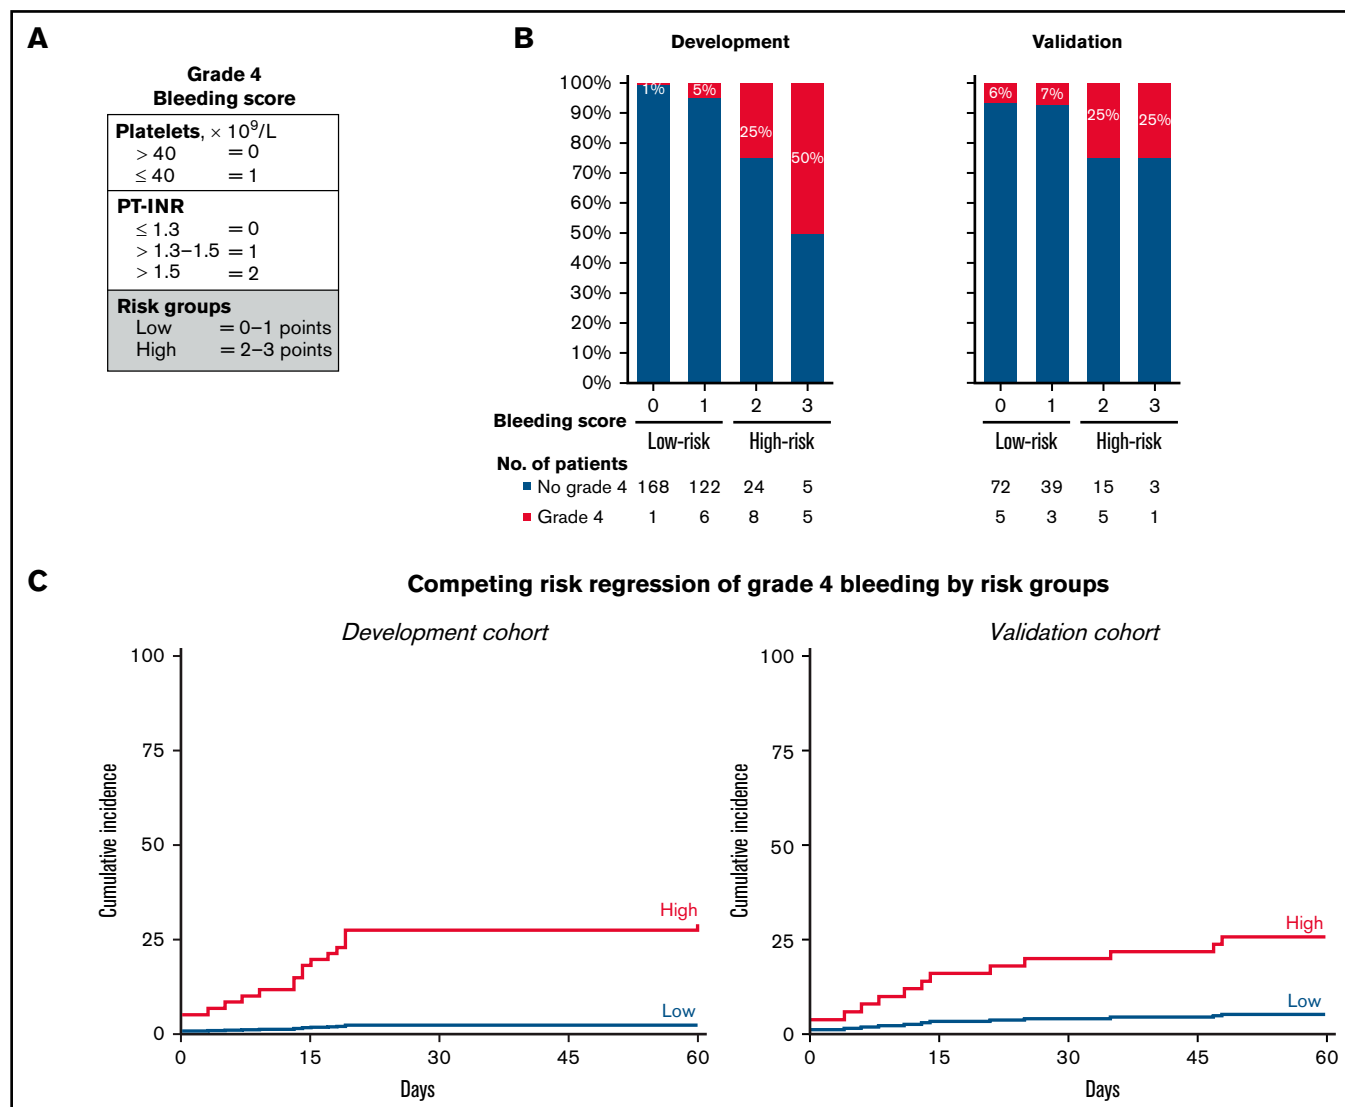 A
Grade 4
Bleeding score
Platelets, × 10⁹/L
> 40 = 0
≤ 40 = 1
PT-INR
≤ 1.3 = 0
> 1.3–1.5 = 1
> 1.5 = 2
Risk groups
Low = 0–1 points
High = 2–3 points
B
Development
100%
90%
80%
70%
60%
50%
40%
30%
20%
10%
0%
1%
5%
25%
50%
Validation
6%
7%
25%
25%
Bleeding score
0 1 2 3
0 1 2 3
Low-risk High-risk
Low-risk High-risk
No. of patients
No grade 4 168 122 24 5 72 39 15 3
Grade 4 1 6 8 5 5 3 5 1
C
Competing risk regression of grade 4 bleeding by risk groups
Development cohort
Cumulative incidence
100
75
50
25
0
High
Low
0 15 30 45 60
Days
Validation cohort
Cumulative incidence
100
75
50
25
0
High
Low
0 15 30 45 60
Days